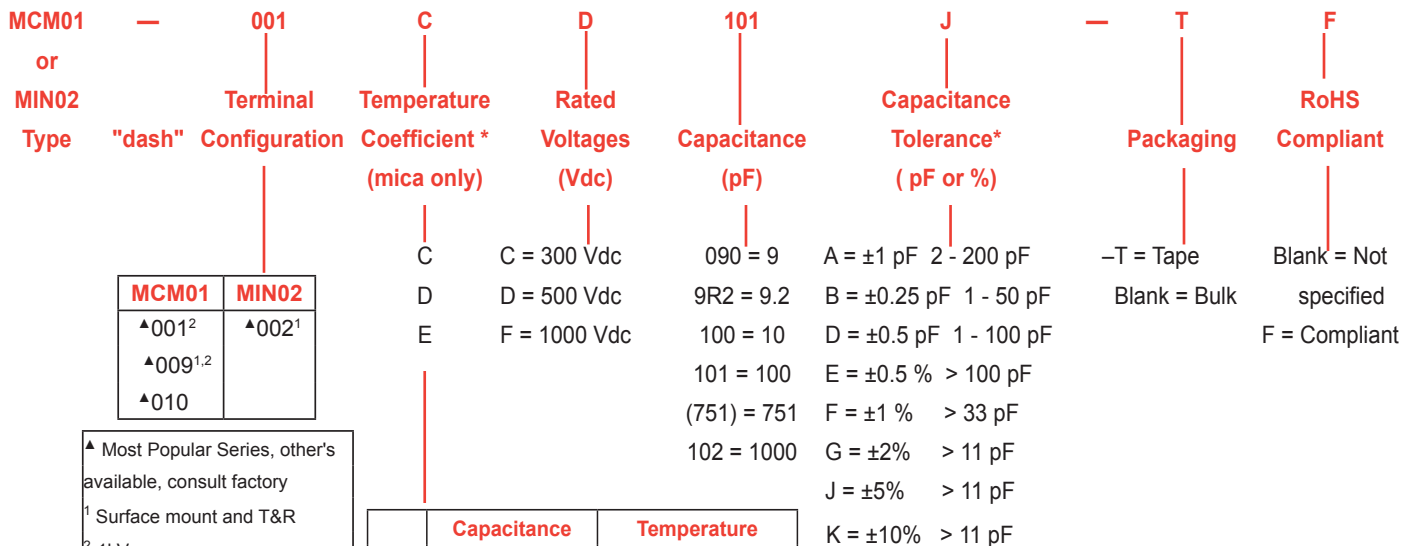 MCM01 — 001 C D 101 J — T F
or
MIN02 Terminal Temperature Rated Capacitance RoHS
Type "dash" Configuration Coefficient * Voltages Capacitance Tolerance* Packaging Compliant
(mica only) (Vdc) (pF) ( pF or %)
C C = 300 Vdc 090 = 9 A = ±1 pF 2 - 200 pF –T = Tape Blank = Not
MCM01 MIN02 D D = 500 Vdc 9R2 = 9.2 B = ±0.25 pF 1 - 50 pF Blank = Bulk specified
▲001² ▲002¹ E F = 1000 Vdc 100 = 10 D = ±0.5 pF 1 - 100 pF F = Compliant
▲009¹,² 101 = 100 E = ±0.5 % > 100 pF
▲010 (751) = 751 F = ±1 % > 33 pF
▲ Most Popular Series, other's 102 = 1000 G = ±2% > 11 pF
available, consult factory J = ±5% > 11 pF
¹ Surface mount and T&R Capacitance Temperature K = ±10% > 11 pF